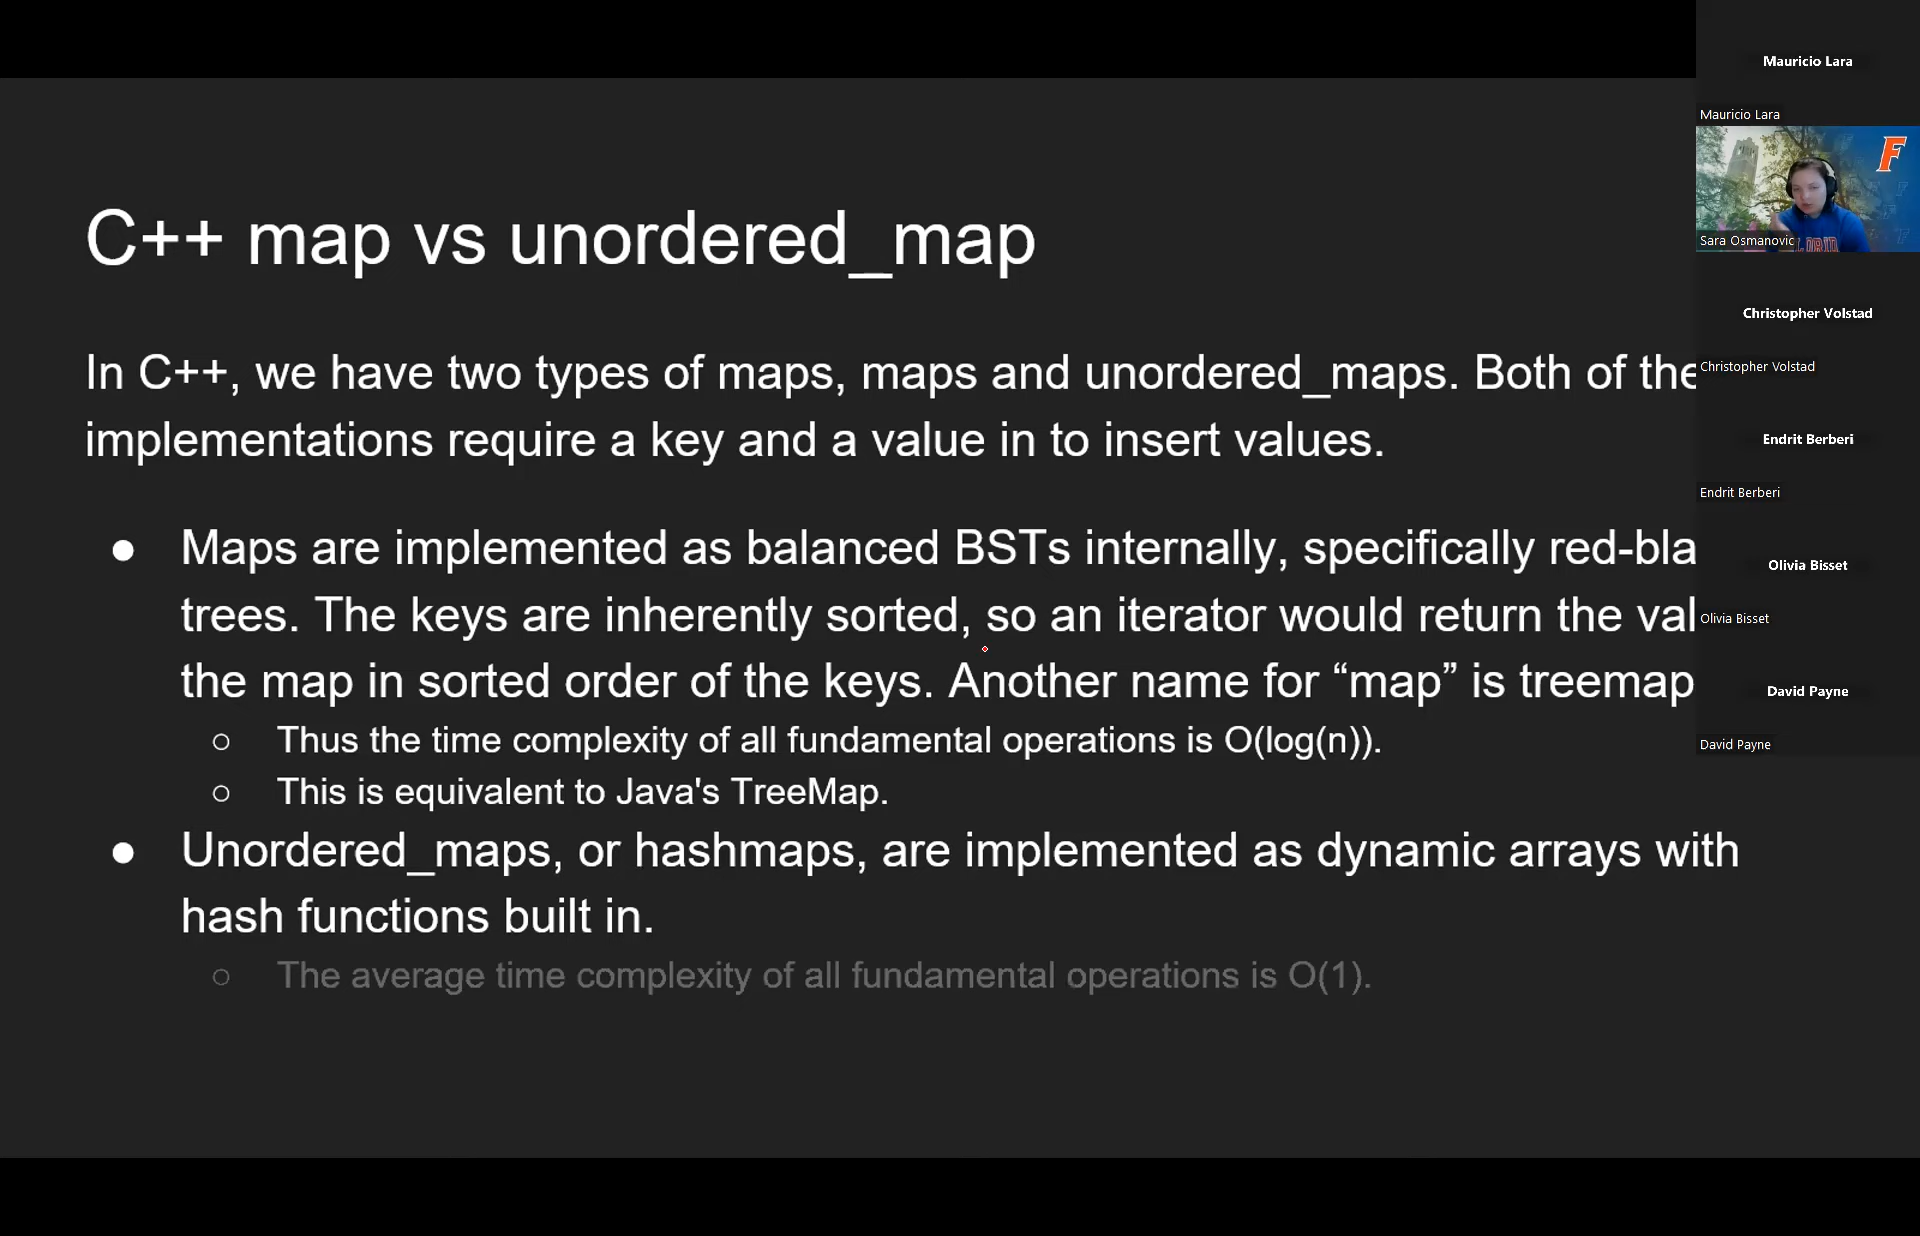 C++ map vs unordered_map
In C++, we have two types of maps, maps and unordered_maps. Both of the
implementations require a key and a value in to insert values.
● Maps are implemented as balanced BSTs internally, specifically red-bla
trees. The keys are inherently sorted, so an iterator would return the val
the map in sorted order of the keys. Another name for “map” is treemap
○ Thus the time complexity of all fundamental operations is O(log(n)).
○ This is equivalent to Java's TreeMap.
● Unordered_maps, or hashmaps, are implemented as dynamic arrays with
hash functions built in.
○ The average time complexity of all fundamental operations is O(1).
Mauricio Lara
Mauricio Lara
F
Sara Osmanovic
Christopher Volstad
Christopher Volstad
Endrit Berberi
Endrit Berberi
Olivia Bisset
Olivia Bisset
David Payne
David Payne